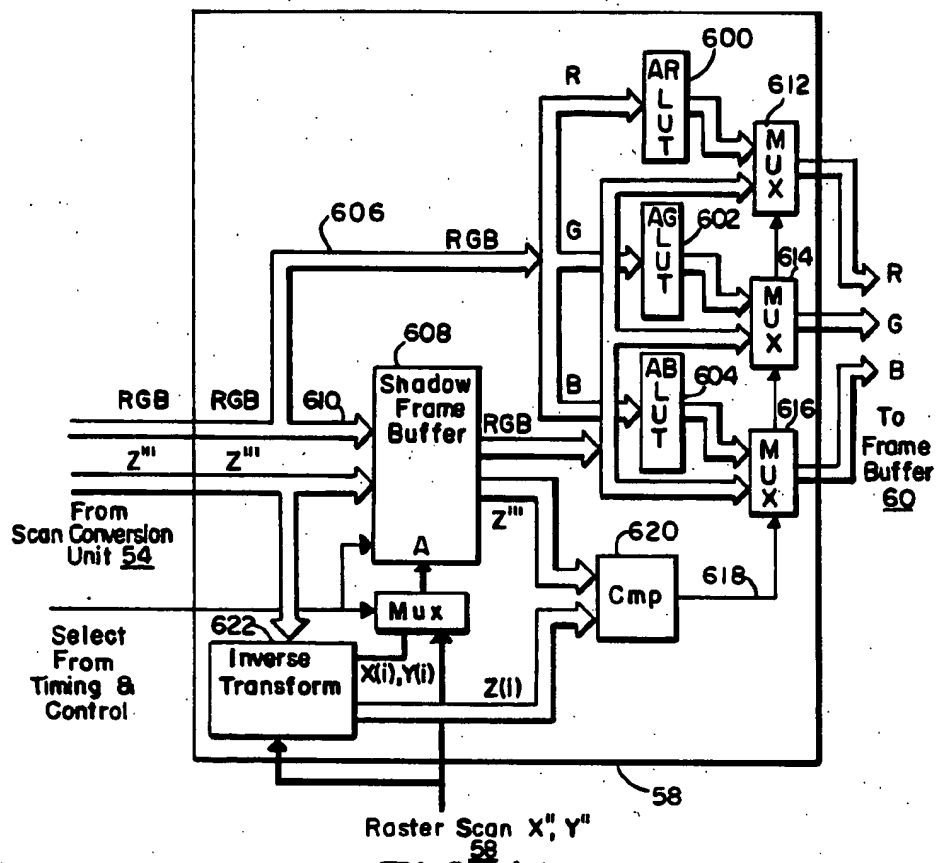 600
R
AR
LUT
612
MUX
606
RGB
G
AG
LUT
602
614
MUX
R
G
B
608
Shadow
Frame
Buffer
A
B
AB
LUT
604
616
MUX
To
Frame
Buffer
60
RGB
RGB
610
RGB
Z'''
Z'''
Z'''
From
Scan Conversion
Unit 54
620
Cmp
618
Mux
Select
From
Timing &
Control
622
Inverse
Transform
X(i),Y(i)
Z(i)
58
Raster Scan X", Y"
58